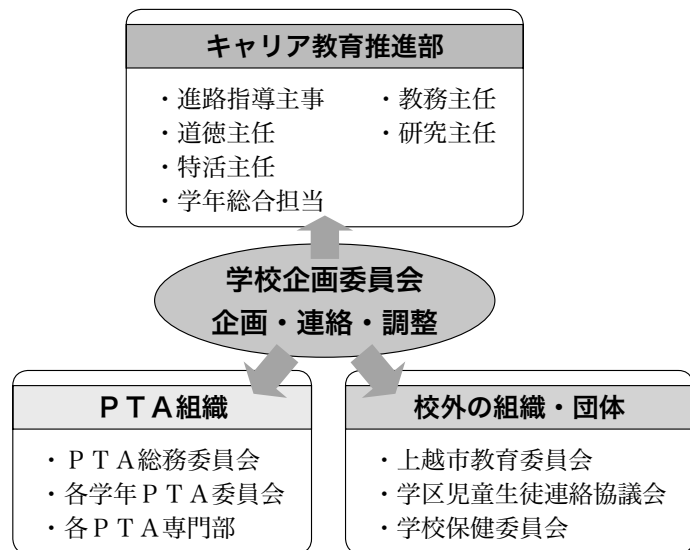 キャリア教育推進部
・進路指導主事 ・教務主任
・道徳主任 ・研究主任
・特活主任
・学年総合担当
学校企画委員会
企画・連絡・調整
ＰＴＡ組織
・ＰＴＡ総務委員会
・各学年ＰＴＡ委員会
・各ＰＴＡ専門部
校外の組織・団体
・上越市教育委員会
・学区児童生徒連絡協議会
・学校保健委員会